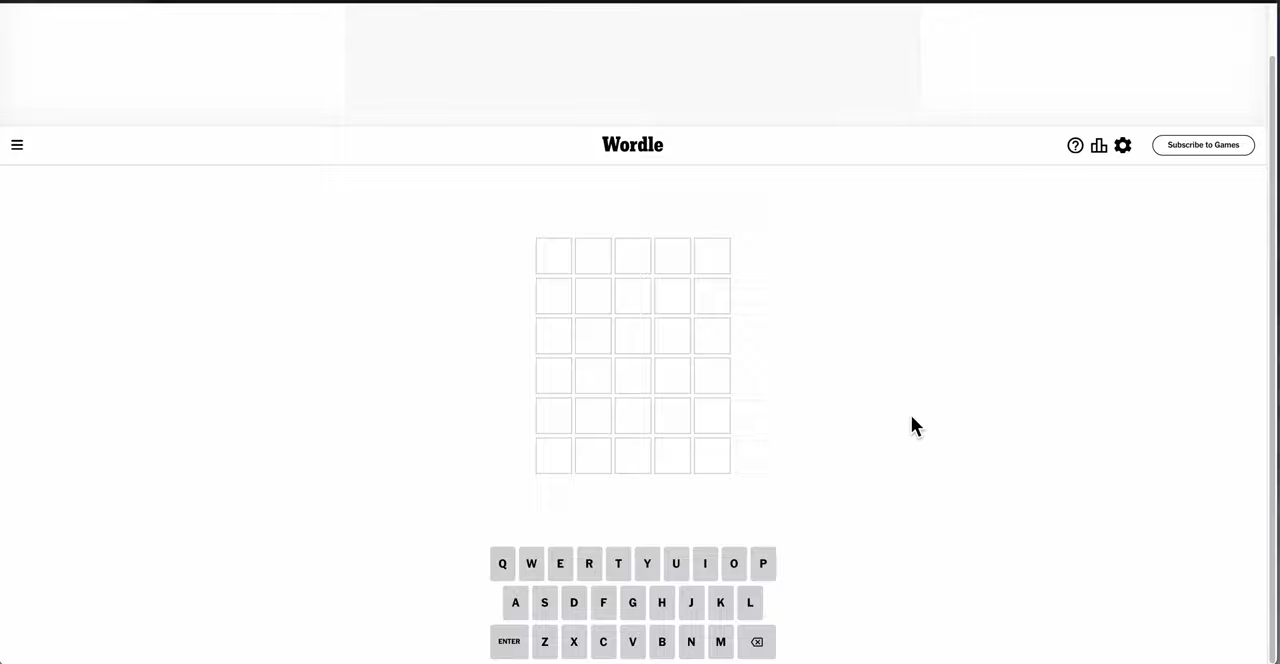 Wordle
Subscribe to Games
Q W E R T Y U I O P
A S D F G H J K L
ENTER Z X C V B N M